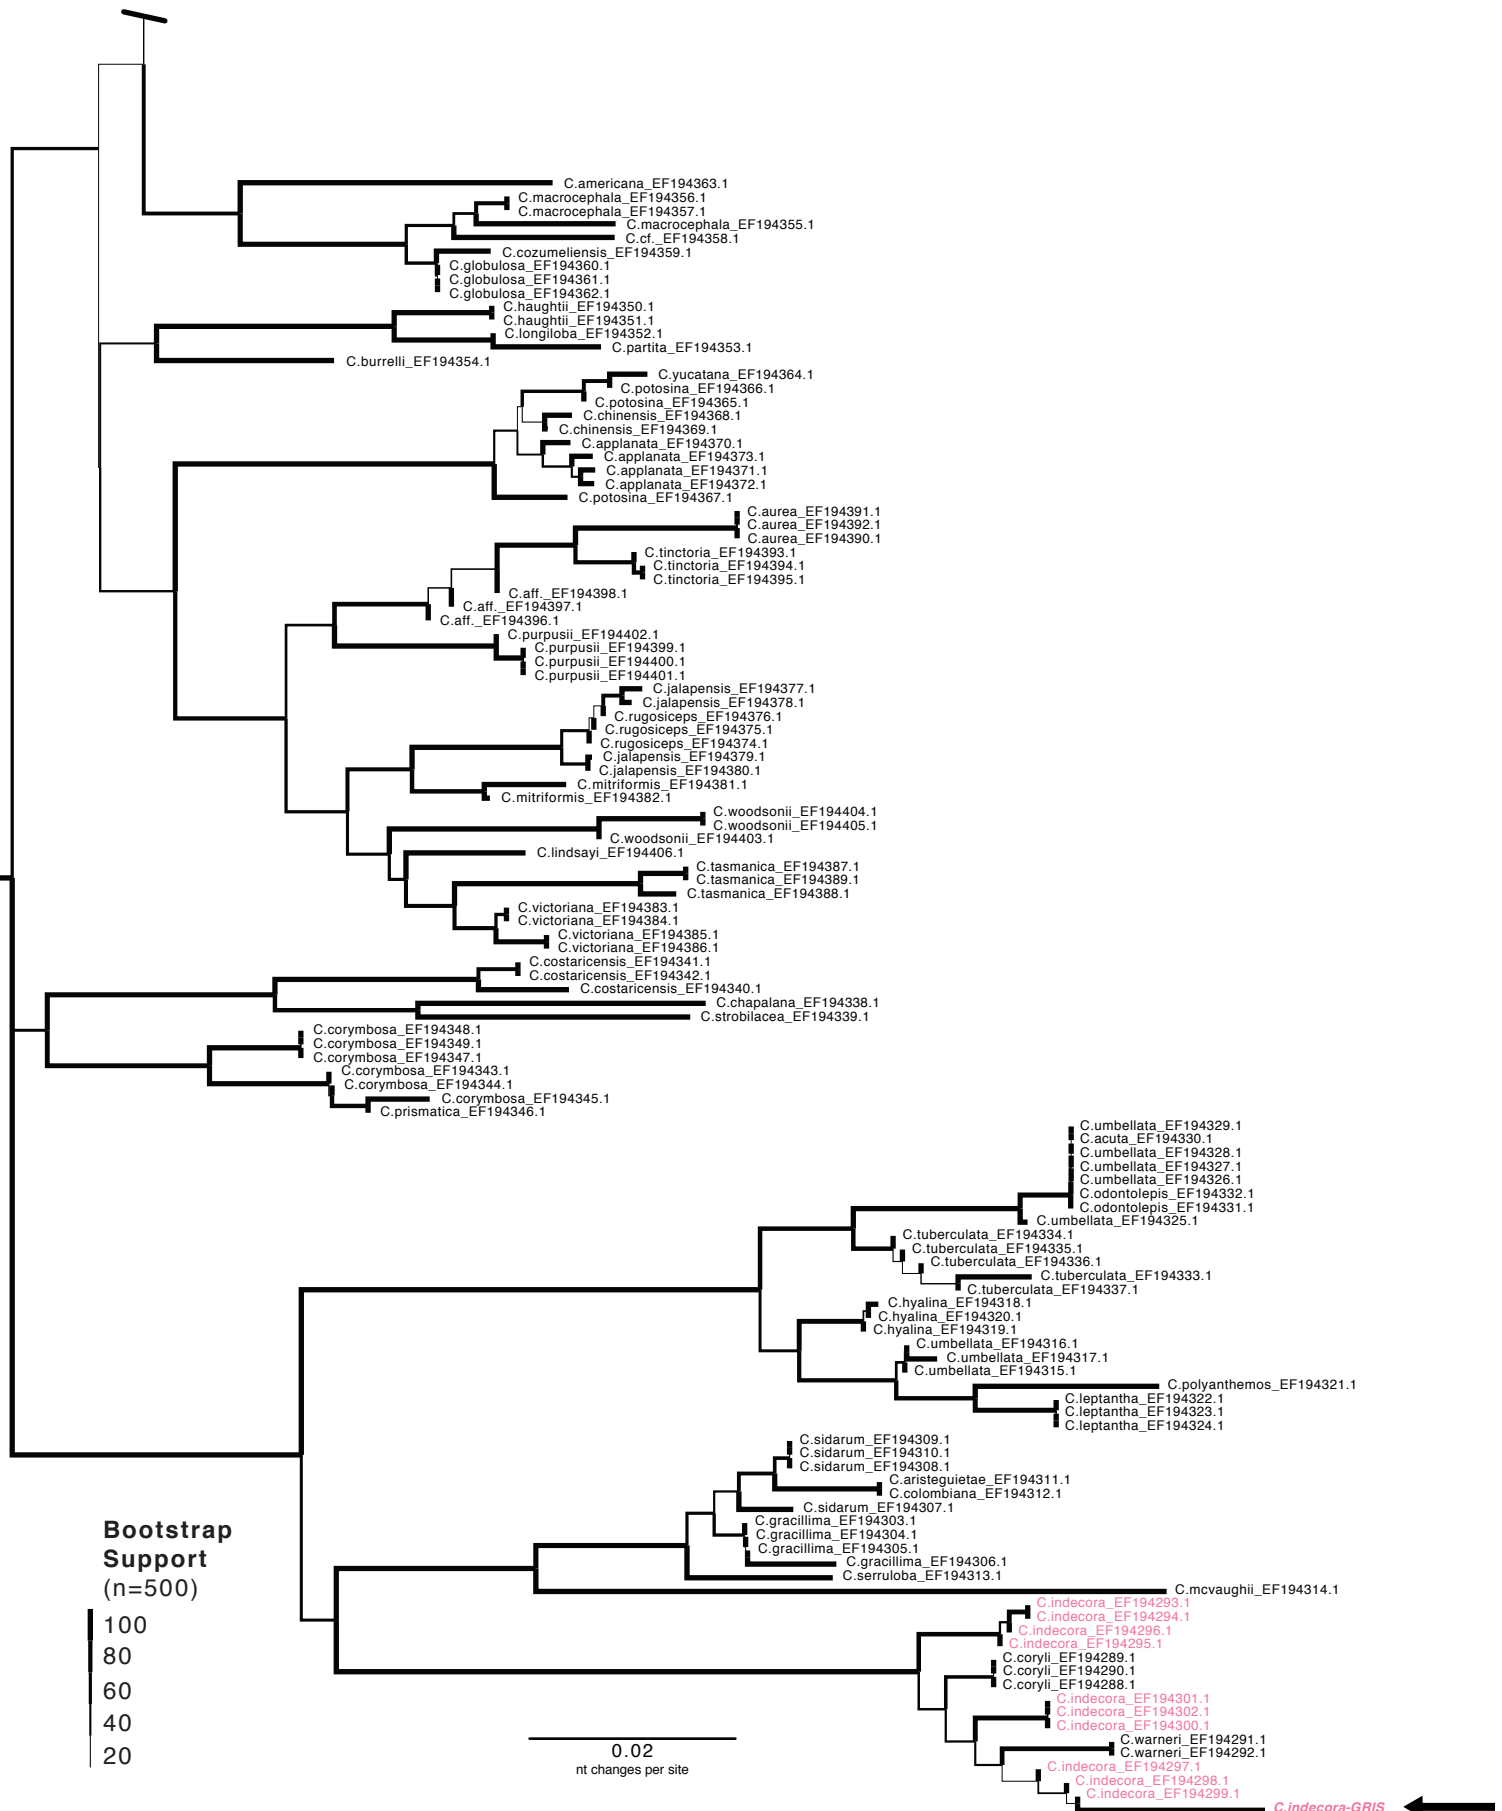 C.americana_EF194363.1
C.macrocephala_EF194356.1
C.macrocephala_EF194357.1
C.macrocephala_EF194355.1
C.cf._EF194358.1
C.cozumeliensis_EF194359.1
C.globulosa_EF194360.1
C.globulosa_EF194361.1
C.globulosa_EF194362.1
C.haughtii_EF194350.1
C.haughtii_EF194351.1
C.longiloba_EF194352.1
C.partita_EF194353.1
C.burrelli_EF194354.1
C.yucatana_EF194364.1
C.potosina_EF194366.1
C.potosina_EF194365.1
C.chinensis_EF194368.1
C.chinensis_EF194369.1
C.applanata_EF194370.1
C.applanata_EF194373.1
C.applanata_EF194371.1
C.applanata_EF194372.1
C.potosina_EF194367.1
C.aurea_EF194391.1
C.aurea_EF194392.1
C.aurea_EF194390.1
C.tinctoria_EF194393.1
C.tinctoria_EF194394.1
C.tinctoria_EF194395.1
C.aff._EF194398.1
C.aff._EF194397.1
C.aff._EF194396.1
C.purpusii_EF194402.1
C.purpusii_EF194399.1
C.purpusii_EF194400.1
C.purpusii_EF194401.1
C.jalapensis_EF194377.1
C.jalapensis_EF194378.1
C.rugosiceps_EF194376.1
C.rugosiceps_EF194375.1
C.rugosiceps_EF194374.1
C.jalapensis_EF194379.1
C.jalapensis_EF194380.1
C.mitriformis_EF194381.1
C.mitriformis_EF194382.1
C.woodsonii_EF194404.1
C.woodsonii_EF194405.1
C.woodsonii_EF194403.1
C.lindsayi_EF194406.1
C.tasmanica_EF194387.1
C.tasmanica_EF194389.1
C.tasmanica_EF194388.1
C.victoriana_EF194383.1
C.victoriana_EF194384.1
C.victoriana_EF194385.1
C.victoriana_EF194386.1
C.costaricensis_EF194341.1
C.costaricensis_EF194342.1
C.costaricensis_EF194340.1
C.chapalana_EF194338.1
C.strobilacea_EF194339.1
C.corymbosa_EF194348.1
C.corymbosa_EF194349.1
C.corymbosa_EF194347.1
C.corymbosa_EF194343.1
C.corymbosa_EF194344.1
C.corymbosa_EF194345.1
C.prismatica_EF194346.1
C.umbellata_EF194329.1
C.acuta_EF194330.1
C.umbellata_EF194328.1
C.umbellata_EF194327.1
C.umbellata_EF194326.1
C.odontolepis_EF194332.1
C.odontolepis_EF194331.1
C.umbellata_EF194325.1
C.tuberculata_EF194334.1
C.tuberculata_EF194335.1
C.tuberculata_EF194336.1
C.tuberculata_EF194333.1
C.tuberculata_EF194337.1
C.hyalina_EF194318.1
C.hyalina_EF194320.1
C.hyalina_EF194319.1
C.umbellata_EF194316.1
C.umbellata_EF194317.1
C.umbellata_EF194315.1
C.polyanthemos_EF194321.1
C.leptantha_EF194322.1
C.leptantha_EF194323.1
C.leptantha_EF194324.1
C.sidarum_EF194309.1
C.sidarum_EF194310.1
C.sidarum_EF194308.1
C.aristeguietae_EF194311.1
C.colombiana_EF194312.1
C.sidarum_EF194307.1
C.gracillima_EF194303.1
C.gracillima_EF194304.1
C.gracillima_EF194305.1
C.gracillima_EF194306.1
C.serruloba_EF194313.1
C.mcvaughii_EF194314.1
C.indecora_EF194293.1
C.indecora_EF194294.1
C.indecora_EF194296.1
C.indecora_EF194295.1
C.coryli_EF194289.1
C.coryli_EF194290.1
C.coryli_EF194288.1
C.indecora_EF194301.1
C.indecora_EF194302.1
C.indecora_EF194300.1
C.warneri_EF194291.1
C.warneri_EF194292.1
C.indecora_EF194297.1
C.indecora_EF194298.1
C.indecora_EF194299.1
C.indecora-GRIS
Bootstrap
Support
(n=500)
100
80
60
40
20
0.02
nt changes per site